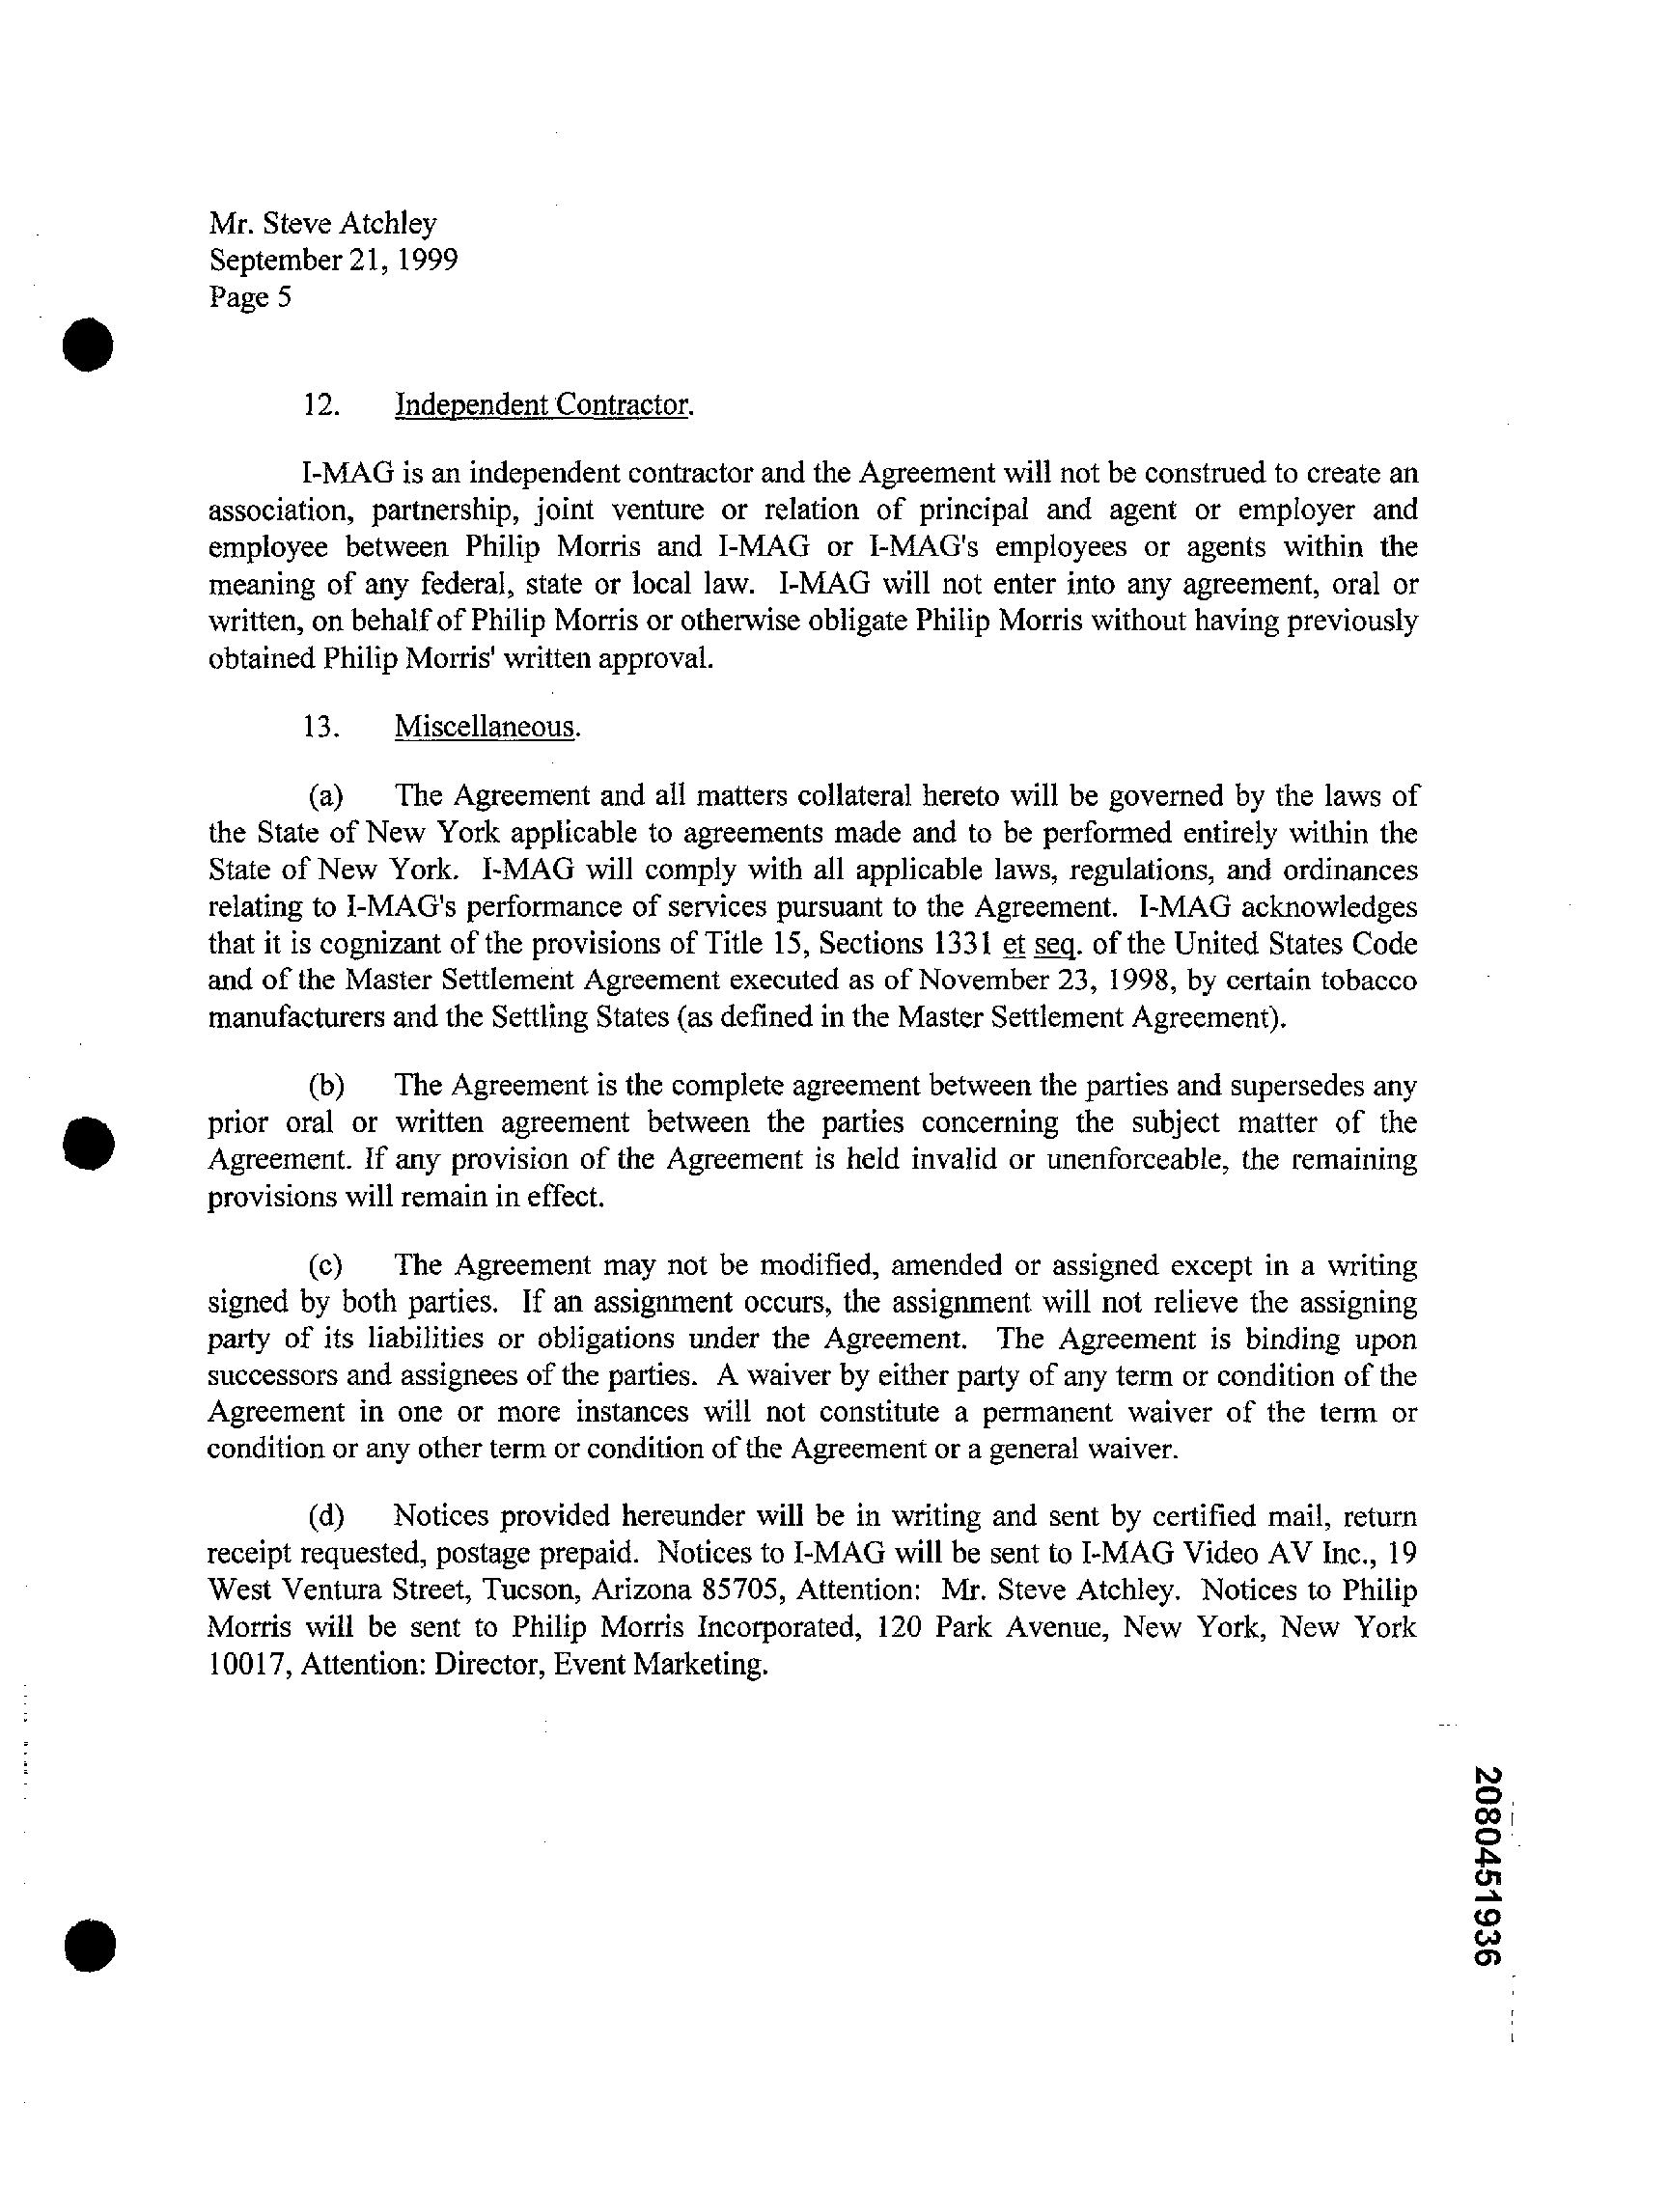 Mr. Steve Atchley
September 21, 1999
Page 5
12. Independent Contractor.
I-MAG is an independent contractor and the Agreement will not be construed to create an
association, partnership, joint venture or relation of principal and agent or employer and
employee between Philip Morris and I-MAG or I-MAG's employees or agents within the
meaning of any federal, state or local law. I-MAG will not enter into any agreement, oral or
written, on behalf of Philip Morris or otherwise obligate Philip Morris without having previously
obtained Philip Morris' written approval.
13. Miscellaneous.
(a) The Agreement and all matters collateral hereto will be governed by the laws of
the State of New York applicable to agreements made and to be performed entirely within the
State of New York. I-MAG will comply with all applicable laws, regulations, and ordinances
relating to I-MAG's performance of services pursuant to the Agreement. I-MAG acknowledges
that it is cognizant of the provisions of Title 15, Sections 1331 et seq. of the United States Code
and of the Master Settlement Agreement executed as of November 23, 1998, by certain tobacco
manufacturers and the Settling States (as defined in the Master Settlement Agreement).
(b) The Agreement is the complete agreement between the parties and supersedes any
prior oral or written agreement between the parties concerning the subject matter of the
Agreement. If any provision of the Agreement is held invalid or unenforceable, the remaining
provisions will remain in effect.
(c) The Agreement may not be modified, amended or assigned except in a writing
signed by both parties. If an assignment occurs, the assignment will not relieve the assigning
party of its liabilities or obligations under the Agreement. The Agreement is binding upon
successors and assignees of the parties. A waiver by either party of any term or condition of the
Agreement in one or more instances will not constitute a permanent waiver of the term or
condition or any other term or condition of the Agreement or a general waiver.
(d) Notices provided hereunder will be in writing and sent by certified mail, return
receipt requested, postage prepaid. Notices to I-MAG will be sent to I-MAG Video AV Inc., 19
West Ventura Street, Tucson, Arizona 85705, Attention: Mr. Steve Atchley. Notices to Philip
Morris will be sent to Philip Morris Incorporated, 120 Park Avenue, New York, New York
10017, Attention: Director, Event Marketing.
2080451936